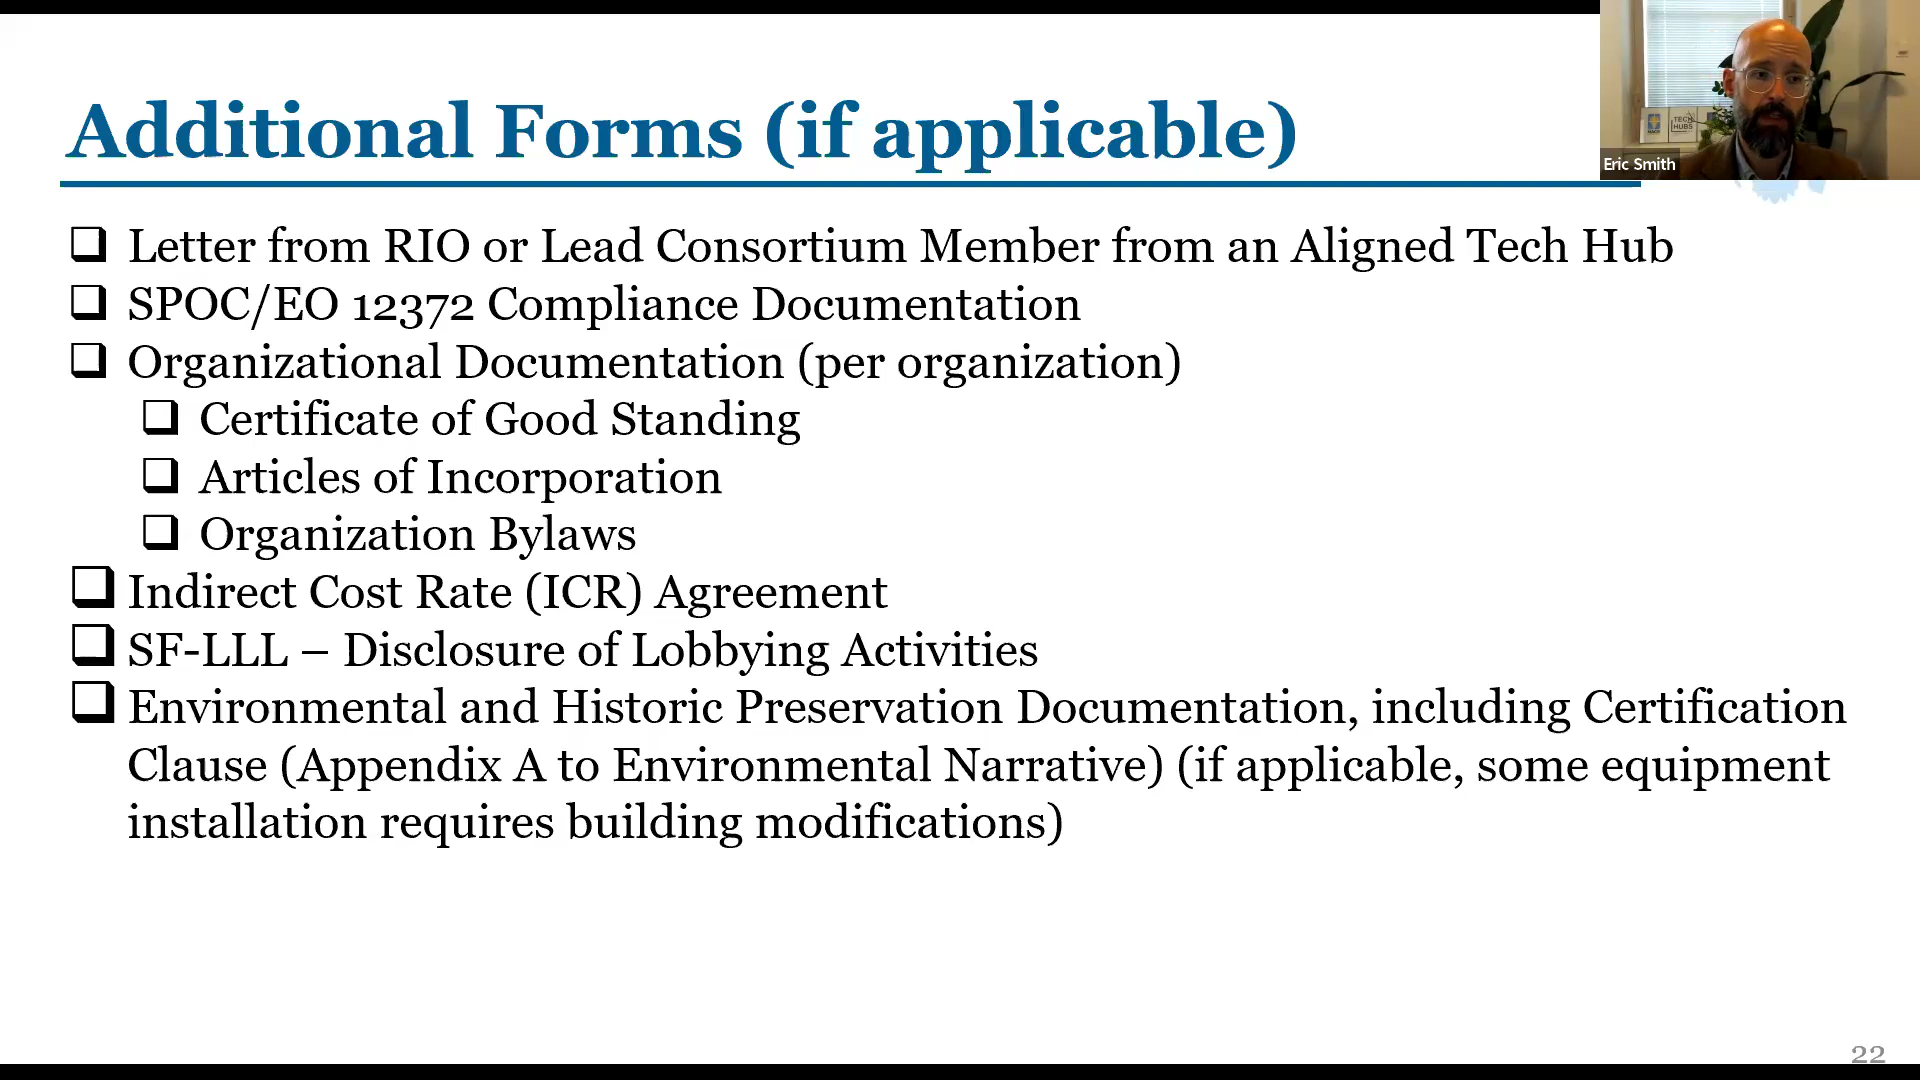 Additional Forms (if applicable)
TECH
HUBS
Eric Smith
Letter from RIO or Lead Consortium Member from an Aligned Tech Hub
SPOC/EO 12372 Compliance Documentation
Organizational Documentation (per organization)
Certificate of Good Standing
Articles of Incorporation
Organization Bylaws
Indirect Cost Rate (ICR) Agreement
SF-LLL – Disclosure of Lobbying Activities
Environmental and Historic Preservation Documentation, including Certification
Clause (Appendix A to Environmental Narrative) (if applicable, some equipment
installation requires building modifications)
22